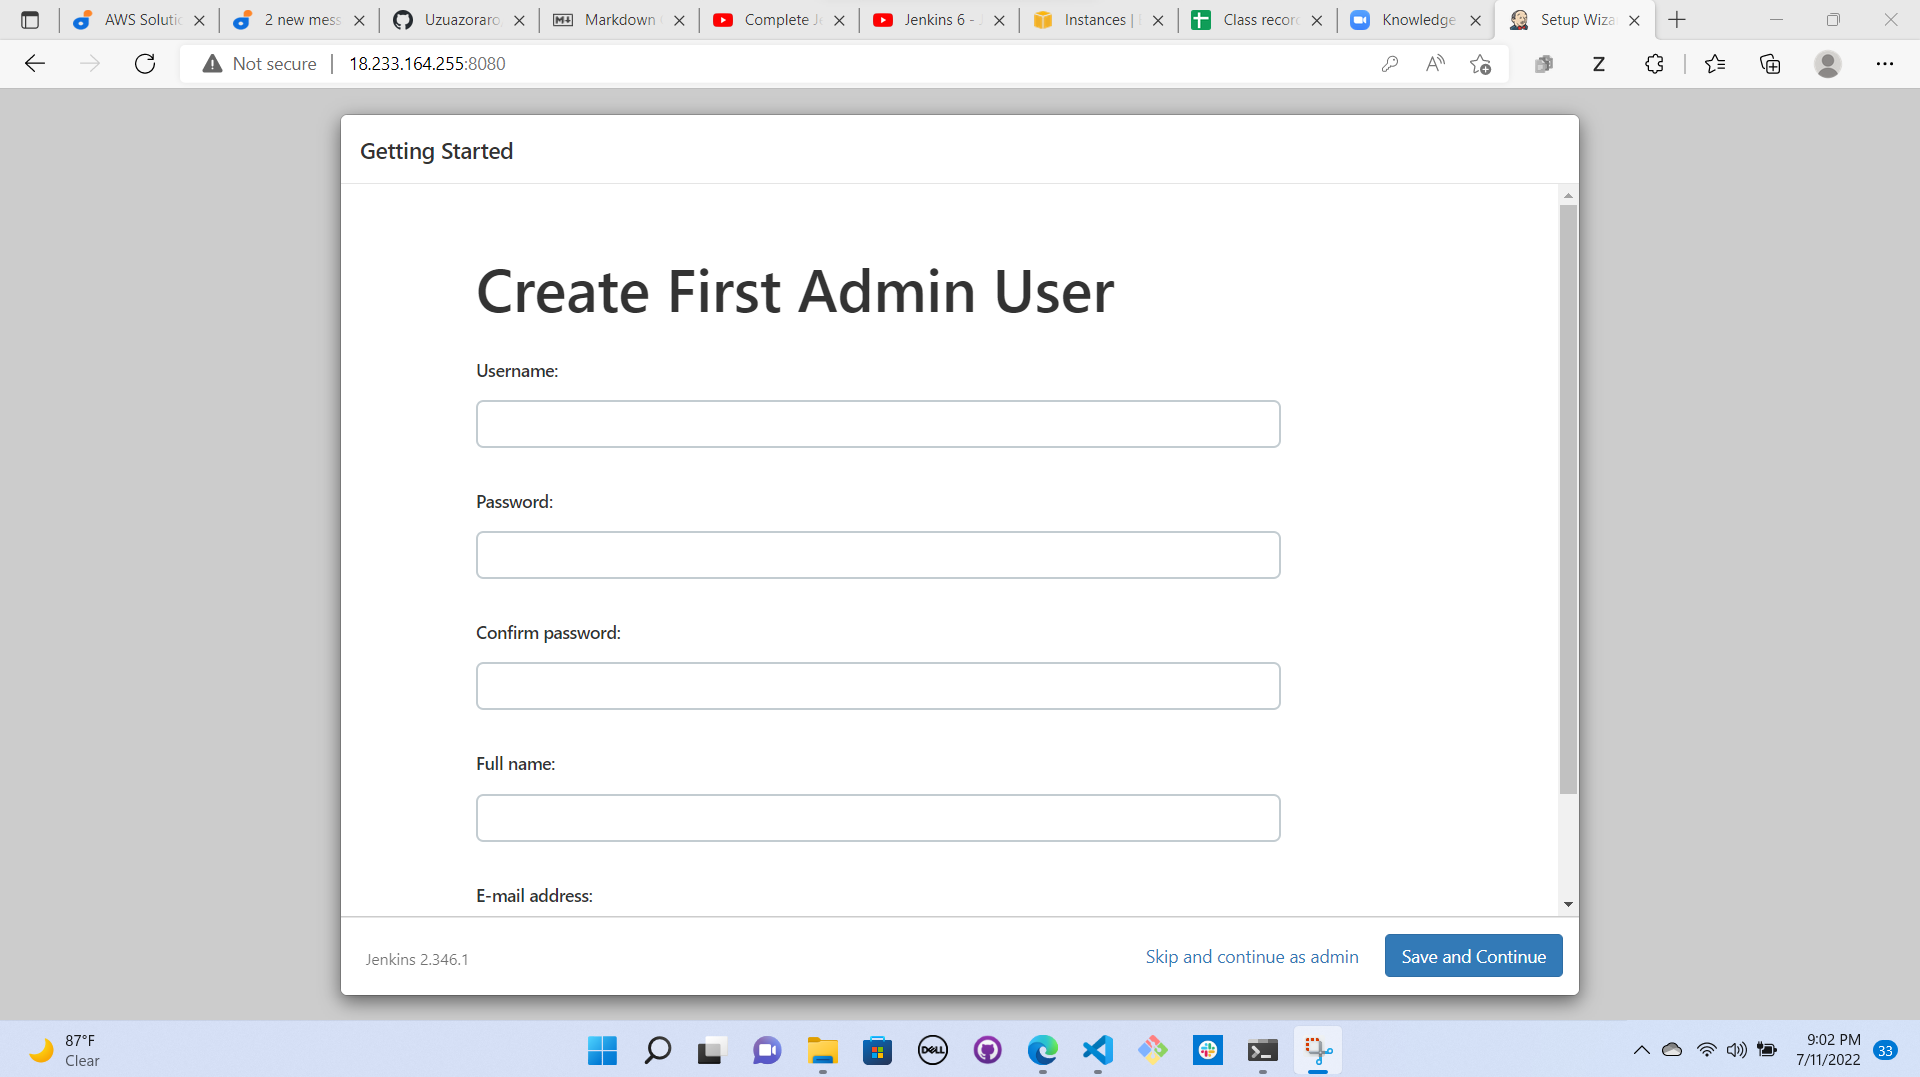 AWS Soluti
2 new mess
Uzuazoraro
Markdown
Complete Je
Jenkins 6 - J
Instances |
Class record
Knowledge
Setup Wiza
Not secure
18.233.164.255:8080
Z
Getting Started
Create First Admin User
Username:
Password:
Confirm password:
Full name:
E-mail address:
Jenkins 2.346.1
Skip and continue as admin
Save and Continue
87°F
Clear
DELL
9:02 PM
7/11/2022
33